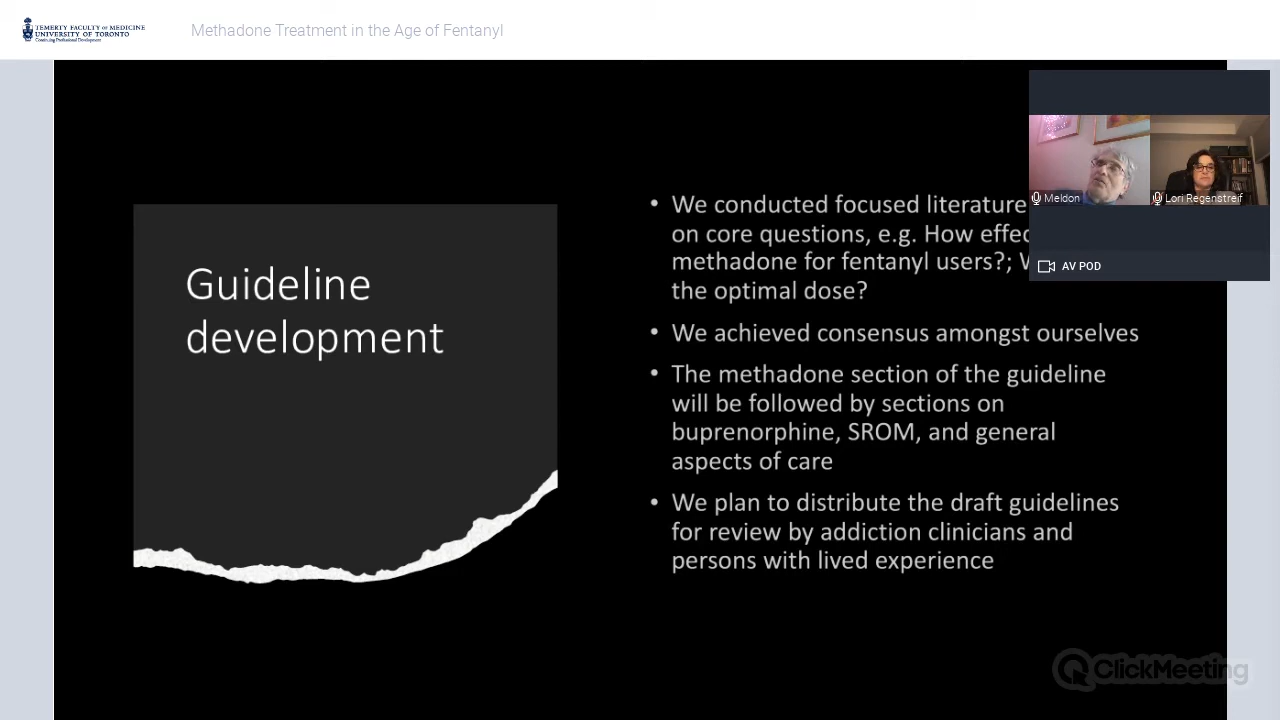 TEMERTY FACULTY OF MEDICINE
UNIVERSITY OF TORONTO
Continuing Professional Development
Methadone Treatment in the Age of Fentanyl
Guideline
development
• We conducted focused literature
on core questions, e.g. How
methadone for fentanyl users?;
the optimal dose?
• We achieved consensus amongst ourselves
• The methadone section of the guideline
will be followed by sections on
buprenorphine, SROM, and general
aspects of care
• We plan to distribute the draft guidelines
for review by addiction clinicians and
persons with lived experience
Meldon
Lori Regenstreif
AV POD
ClickMeeting